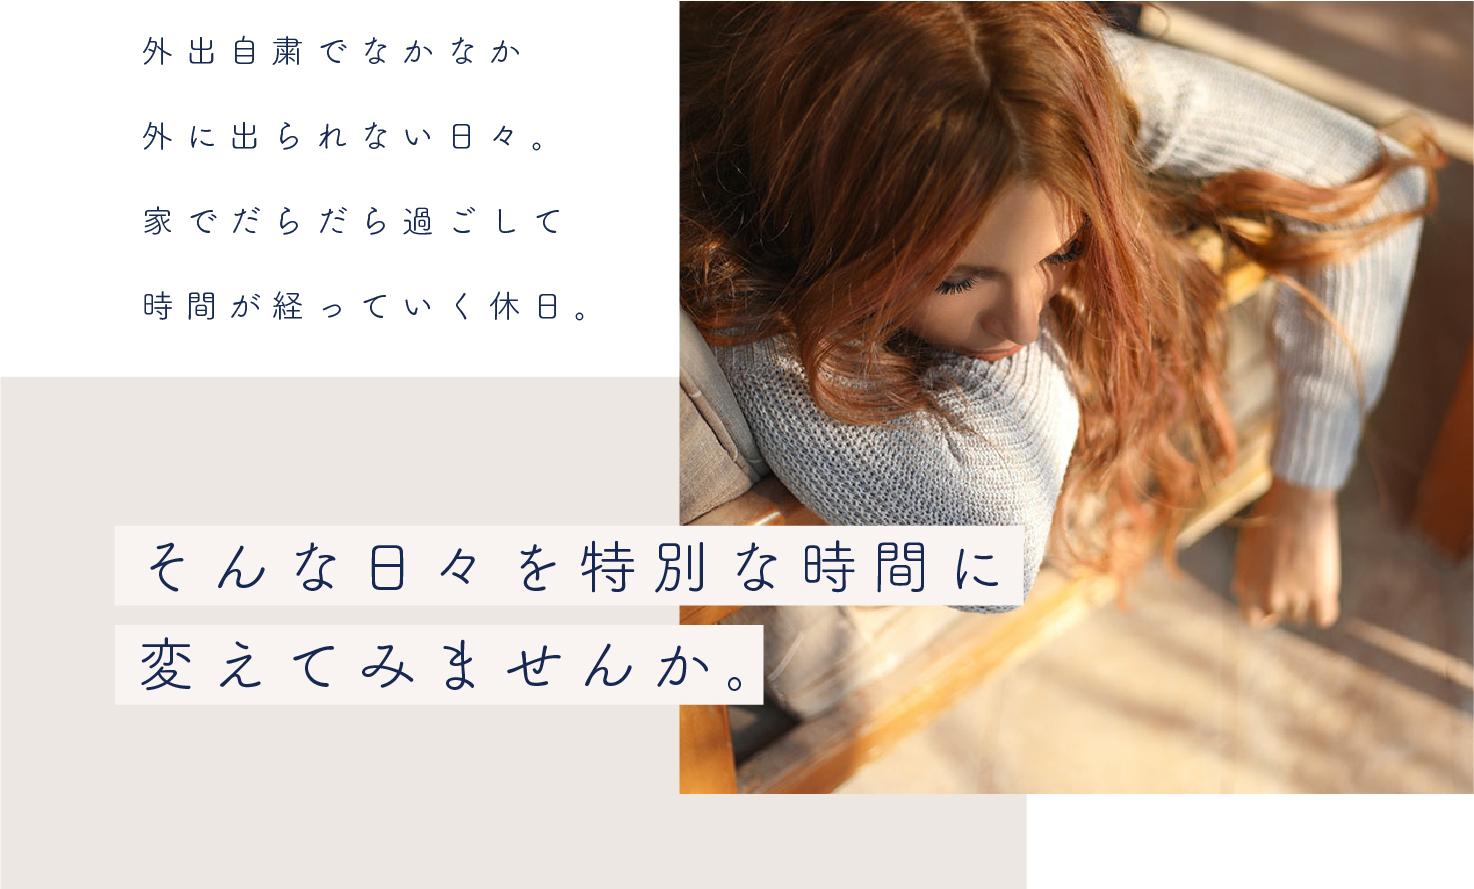 外出自粛でなかなか
外に出られない日々。
家でだらだら過ごして
時間が経っていく休日。
そんな日々を特別な時間に
変えてみませんか。